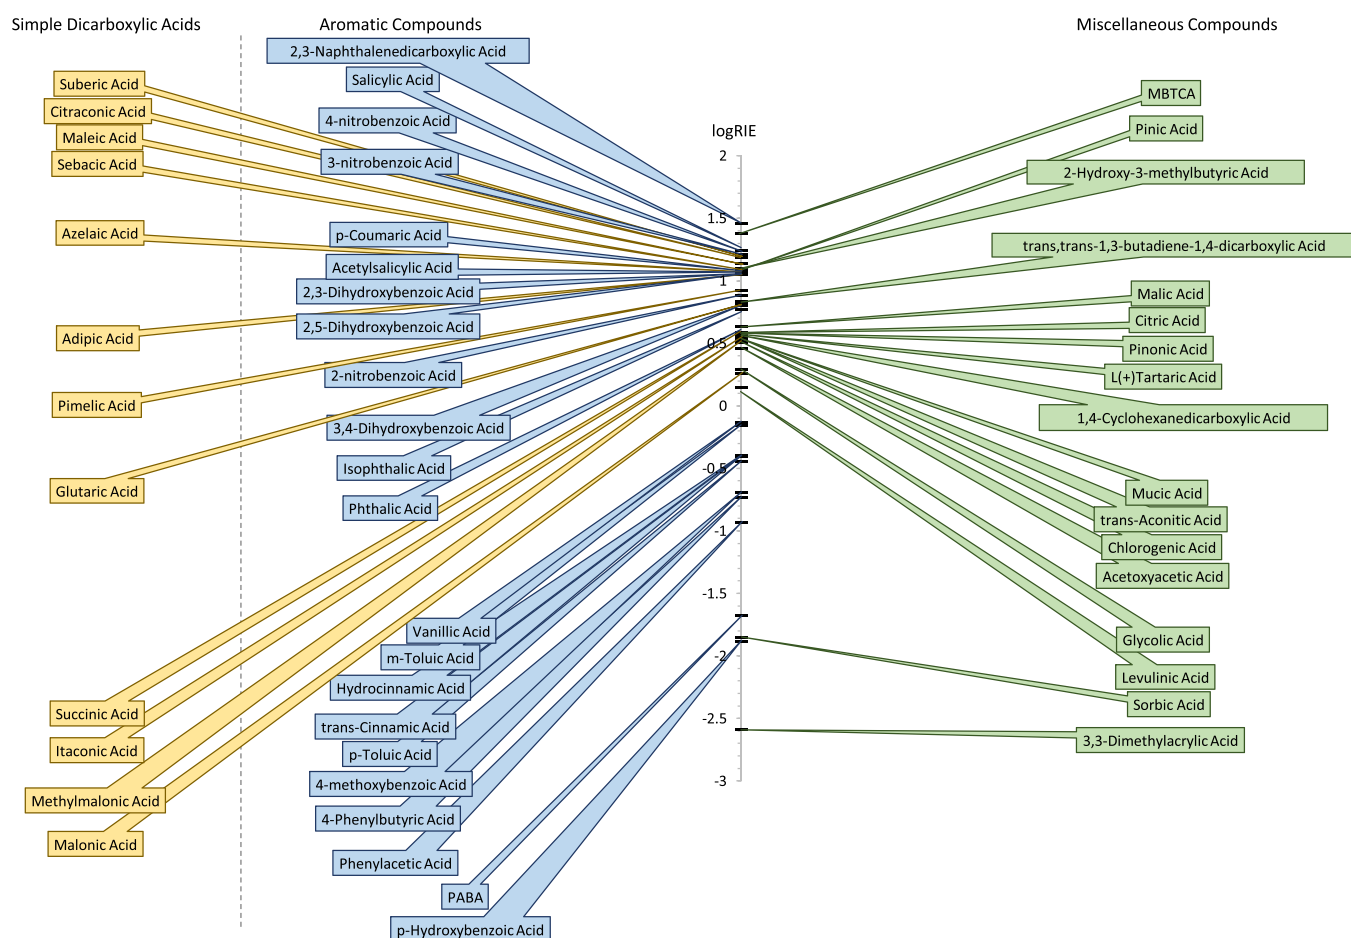 Simple Dicarboxylic Acids
Aromatic Compounds
Miscellaneous Compounds
Suberic Acid
Citraconic Acid
Maleic Acid
Sebacic Acid
Azelaic Acid
Adipic Acid
Pimelic Acid
Glutaric Acid
Succinic Acid
Itaconic Acid
Methylmalonic Acid
Malonic Acid
2,3-Naphthalenedicarboxylic Acid
Salicylic Acid
4-nitrobenzoic Acid
3-nitrobenzoic Acid
p-Coumaric Acid
Acetylsalicylic Acid
2,3-Dihydroxybenzoic Acid
2,5-Dihydroxybenzoic Acid
2-nitrobenzoic Acid
3,4-Dihydroxybenzoic Acid
Isophthalic Acid
Phthalic Acid
Vanillic Acid
m-Toluic Acid
Hydrocinnamic Acid
trans-Cinnamic Acid
p-Toluic Acid
4-methoxybenzoic Acid
4-Phenylbutyric Acid
Phenylacetic Acid
PABA
p-Hydroxybenzoic Acid
logRIE
2
1.5
1
0.5
0
-0.5
-1
-1.5
-2
-2.5
-3
MBTCA
Pinic Acid
2-Hydroxy-3-methylbutyric Acid
trans,trans-1,3-butadiene-1,4-dicarboxylic Acid
Malic Acid
Citric Acid
Pinonic Acid
L(+)Tartaric Acid
1,4-Cyclohexanedicarboxylic Acid
Mucic Acid
trans-Aconitic Acid
Chlorogenic Acid
Acetoxyacetic Acid
Glycolic Acid
Levulinic Acid
Sorbic Acid
3,3-Dimethylacrylic Acid